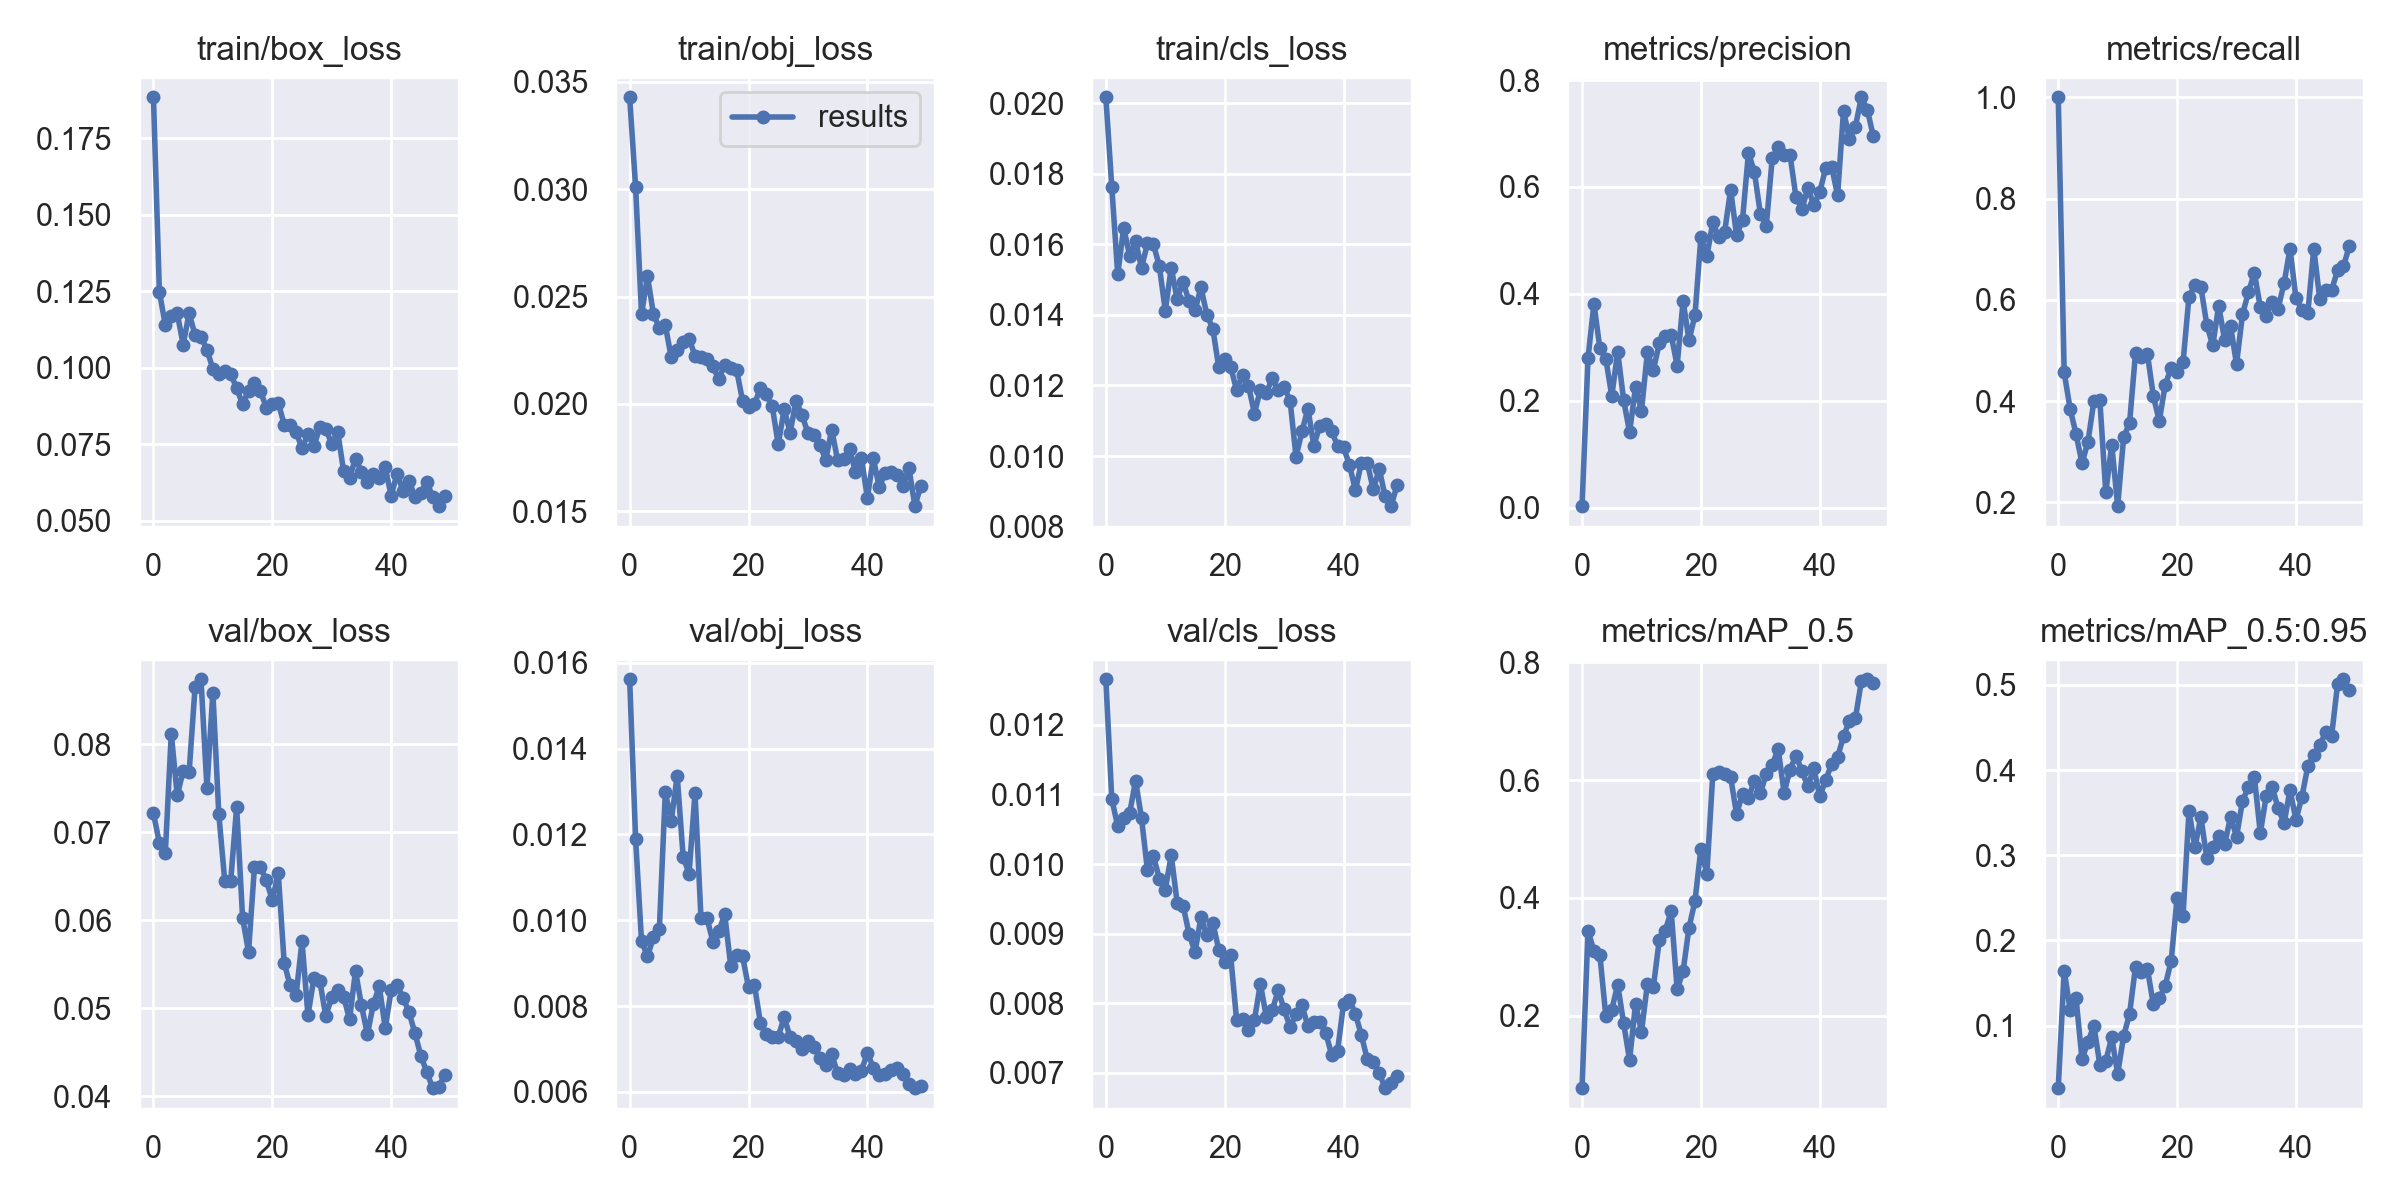 train/box_loss
0.175
0.150
0.125
0.100
0.075
0.050
0 20 40
train/obj_loss
results
0.035
0.030
0.025
0.020
0.015
0 20 40
train/cls_loss
0.020
0.018
0.016
0.014
0.012
0.010
0.008
0 20 40
metrics/precision
0.8
0.6
0.4
0.2
0.0
0 20 40
metrics/recall
1.0
0.8
0.6
0.4
0.2
0 20 40
val/box_loss
0.08
0.07
0.06
0.05
0.04
0 20 40
val/obj_loss
0.016
0.014
0.012
0.010
0.008
0.006
0 20 40
val/cls_loss
0.012
0.011
0.010
0.009
0.008
0.007
0 20 40
metrics/mAP_0.5
0.8
0.6
0.4
0.2
0 20 40
metrics/mAP_0.5:0.95
0.5
0.4
0.3
0.2
0.1
0 20 40